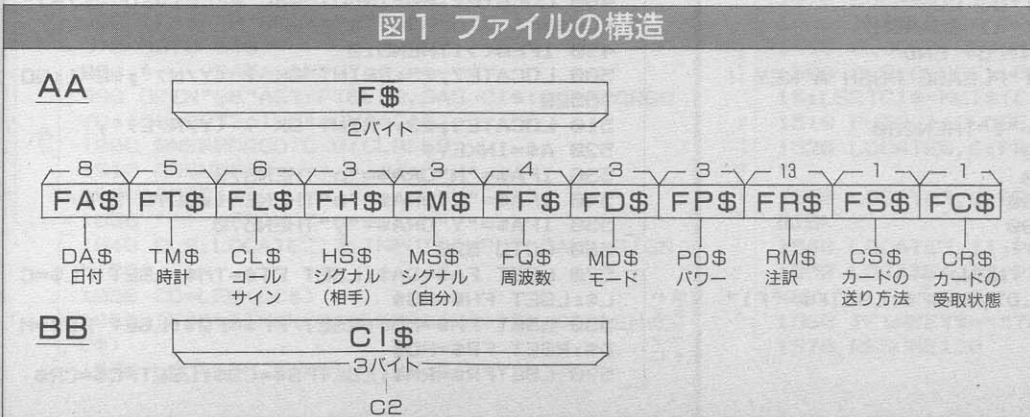 図1 ファイルの構造
AA
F$
2バイト
8 5 6 3 3 4 3 3 13 1 1
FA$ FT$ FL$ FH$ FM$ FF$ FD$ FP$ FR$ FS$ FC$
DA$ TM$ CL$ HS$ MS$ FQ$ MD$ PO$ RM$ CS$ CR$
日付 時計 コール シグナル シグナル 周波数 モード パワー 注訳 カードの カードの
サイン (相手) (自分) 送り方法 受取状態
BB
CI$
3バイト
C2